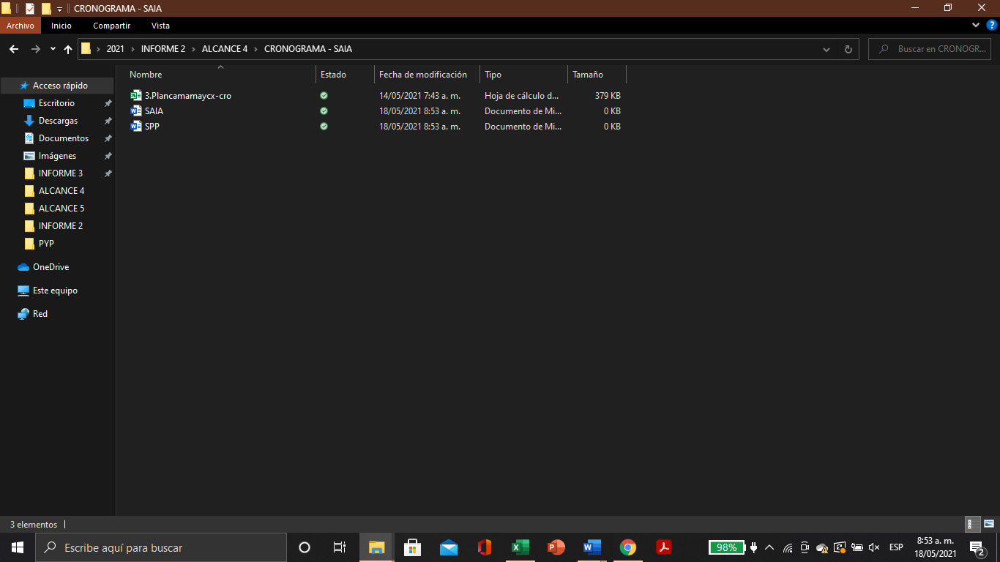 CRONOGRAMA - SAIA
Archivo Inicio Compartir Vista
2021 INFORME 2 ALCANCE 4 CRONOGRAMA - SAIA Buscar en CRONOGR...
Nombre Estado Fecha de modificación Tipo Tamaño
3.Plancamamaycx-cro 14/05/2021 7:43 a. m. Hoja de cálculo d... 379 KB
SAIA 18/05/2021 8:53 a. m. Documento de Mi... 0 KB
SPP 18/05/2021 8:53 a. m. Documento de Mi... 0 KB
Acceso rápido
Escritorio
Descargas
Documentos
Imágenes
INFORME 3
ALCANCE 4
ALCANCE 5
INFORME 2
PYP
OneDrive
Este equipo
Red
3 elementos
Escribe aquí para buscar
98%
ESP
8:53 a. m.
18/05/2021
2